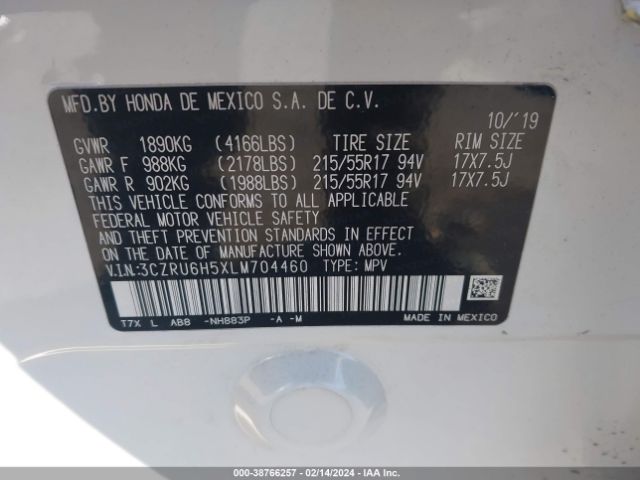 MFD.BY HONDA DE MEXICO S.A. DE C.V.
10/'19
GVWR 1890KG (4166LBS) TIRE SIZE RIM SIZE
GAWR F 988KG (2178LBS) 215/55R17 94V 17X7.5J
GAWR R 902KG (1988LBS) 215/55R17 94V 17X7.5J
THIS VEHICLE CONFORMS TO ALL APPLICABLE
FEDERAL MOTOR VEHICLE SAFETY
AND THEFT PREVENTION STANDARDS IN EFFECT
ON THE DATE OF MANUFACTURE SHOWN ABOVE.
V.I.N:3CZRU6H5XLM704460 TYPE: MPV
T7X L AB8 -NH883P -A -M MADE IN MEXICO
000-38766257 - 02/14/2024 - IAA Inc.